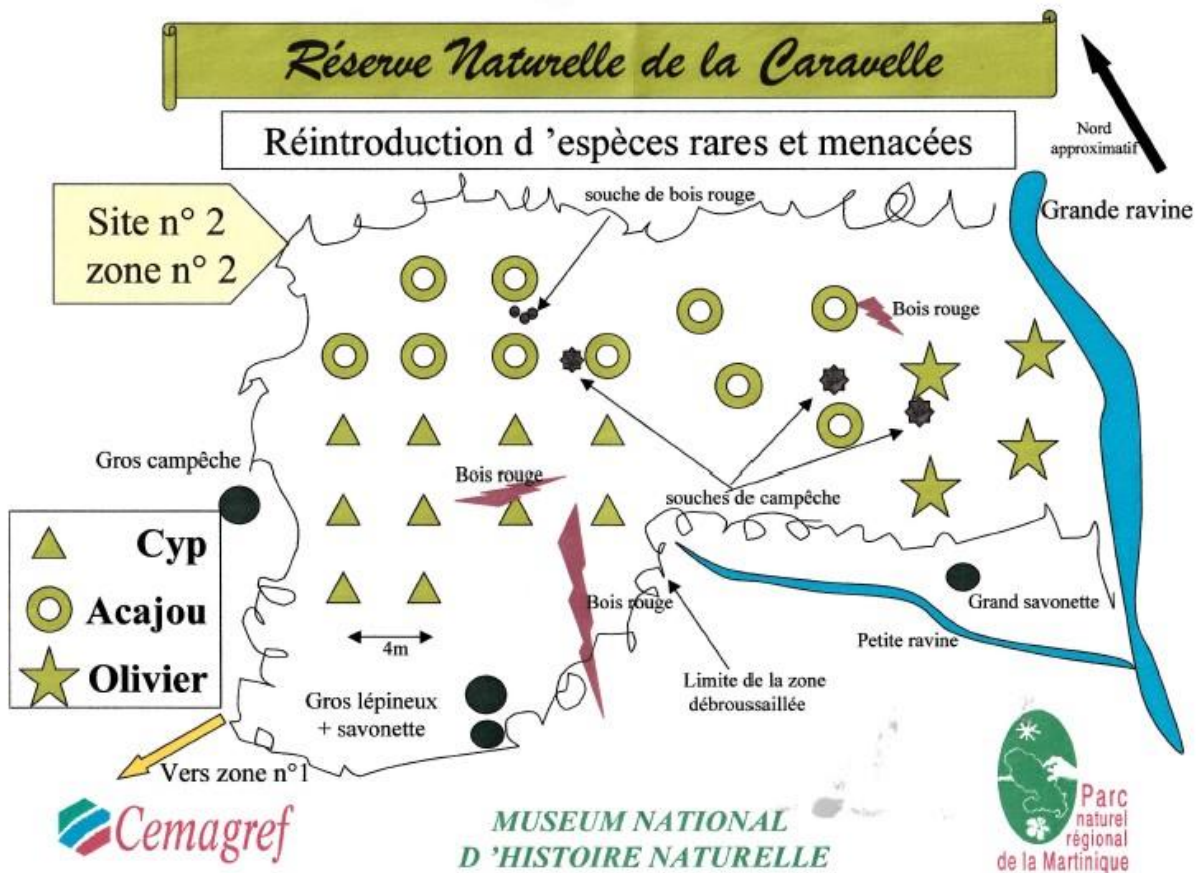 Réserve Naturelle de la Caravelle
Réintroduction d 'espèces rares et menacées
Nord
approximatif
Site n° 2
zone n° 2
souche de bois rouge
Grande ravine
Bois rouge
Gros campêche
Bois rouge
souches de campêche
Cyp
Acajou
Olivier
4m
Bois rouge
Grand savonette
Petite ravine
Limite de la zone
débroussaillée
Gros lépineux
+ savonette
Vers zone n°1
Cemagref
MUSEUM NATIONAL
D 'HISTOIRE NATURELLE
Parc
naturel
régional
de la Martinique